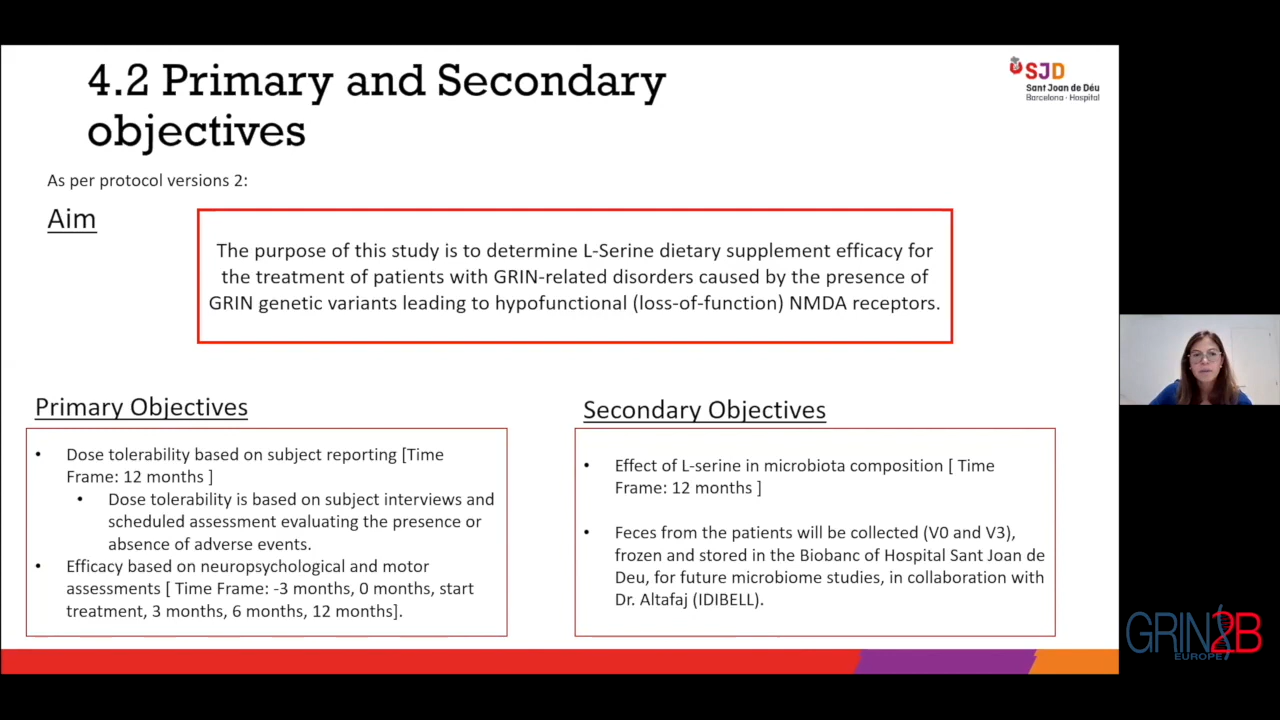 4.2 Primary and Secondary
objectives
SJD
Sant Joan de Déu
Barcelona · Hospital
As per protocol versions 2:
Aim
The purpose of this study is to determine L-Serine dietary supplement efficacy for
the treatment of patients with GRIN-related disorders caused by the presence of
GRIN genetic variants leading to hypofunctional (loss-of-function) NMDA receptors.
Primary Objectives
• Dose tolerability based on subject reporting [Time
Frame: 12 months ]
• Dose tolerability is based on subject interviews and
scheduled assessment evaluating the presence or
absence of adverse events.
• Efficacy based on neuropsychological and motor
assessments [ Time Frame: -3 months, 0 months, start
treatment, 3 months, 6 months, 12 months].
Secondary Objectives
• Effect of L-serine in microbiota composition [ Time
Frame: 12 months ]
• Feces from the patients will be collected (V0 and V3),
frozen and stored in the Biobanc of Hospital Sant Joan de
Deu, for future microbiome studies, in collaboration with
Dr. Altafaj (IDIBELL).
GRIN2B
EUROPE